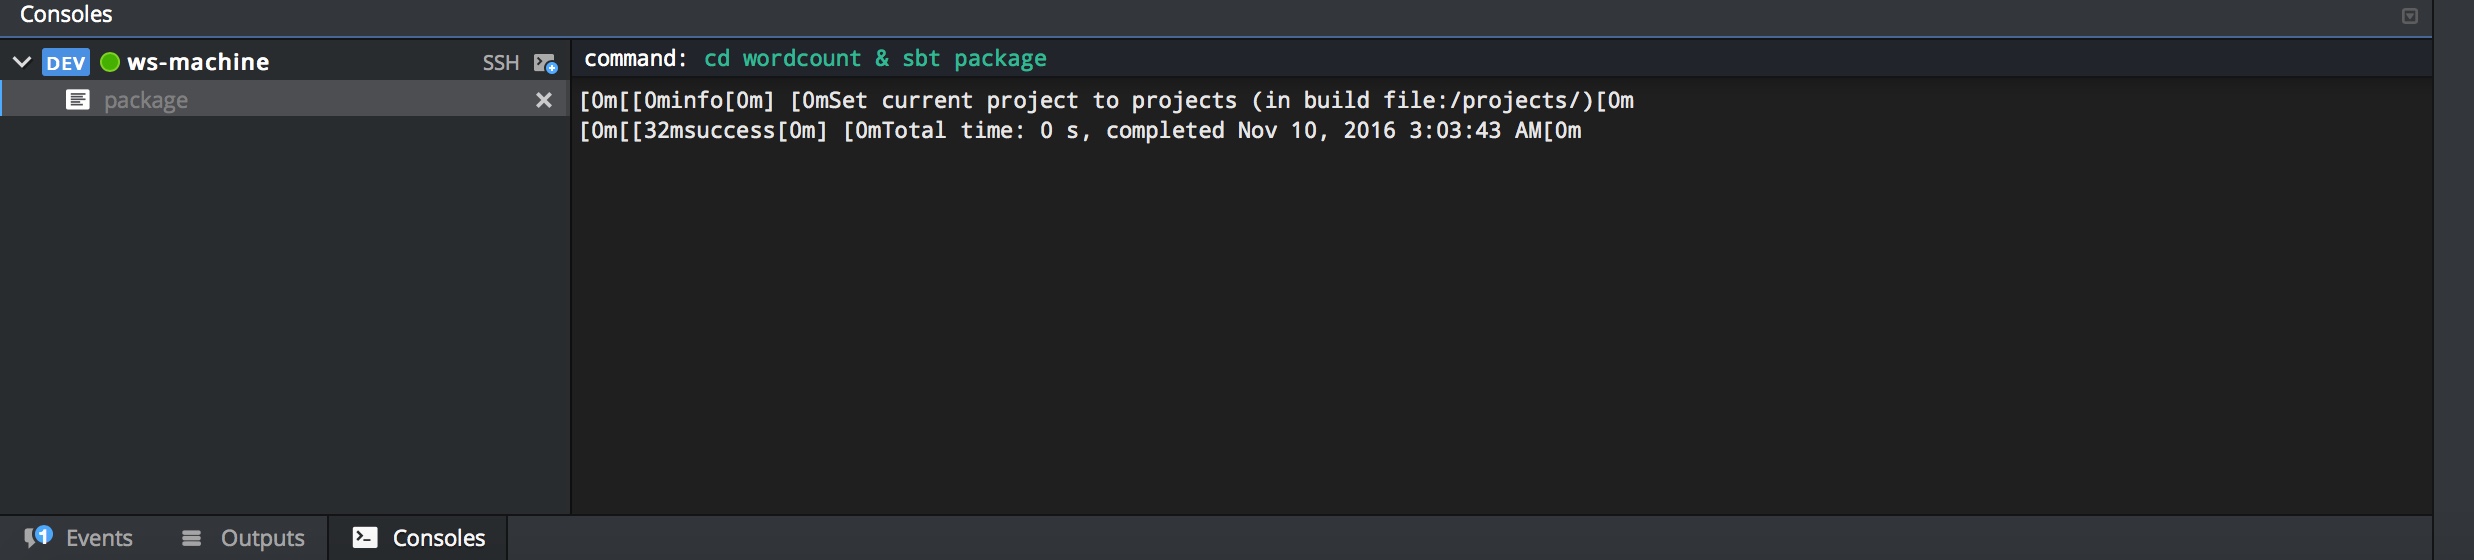 Consoles
DEV ws-machine SSH
package
command: cd wordcount & sbt package
[0m[[0minfo[0m] [0mSet current project to projects (in build file:/projects/)[0m
[0m[[32msuccess[0m] [0mTotal time: 0 s, completed Nov 10, 2016 3:03:43 AM[0m
1 Events Outputs Consoles